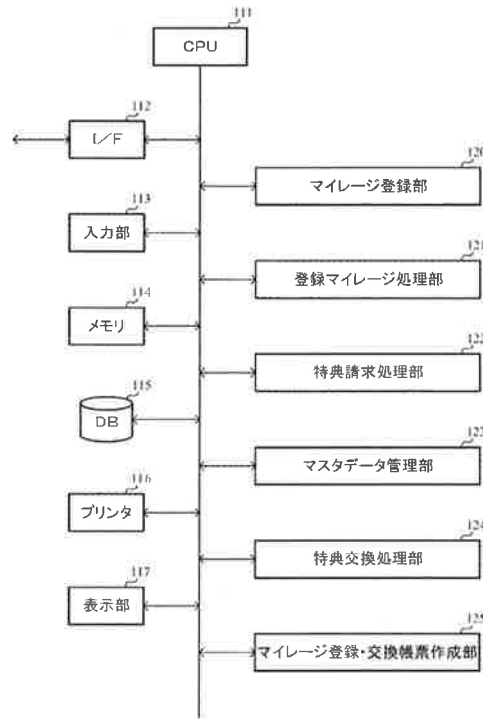 111
CPU
112
I/F
120
マイレージ登録部
113
入力部
121
登録マイレージ処理部
114
メモリ
122
特典請求処理部
115
DB
123
マスタデータ管理部
116
プリンタ
124
特典交換処理部
117
表示部
125
マイレージ登録・交換帳票作成部